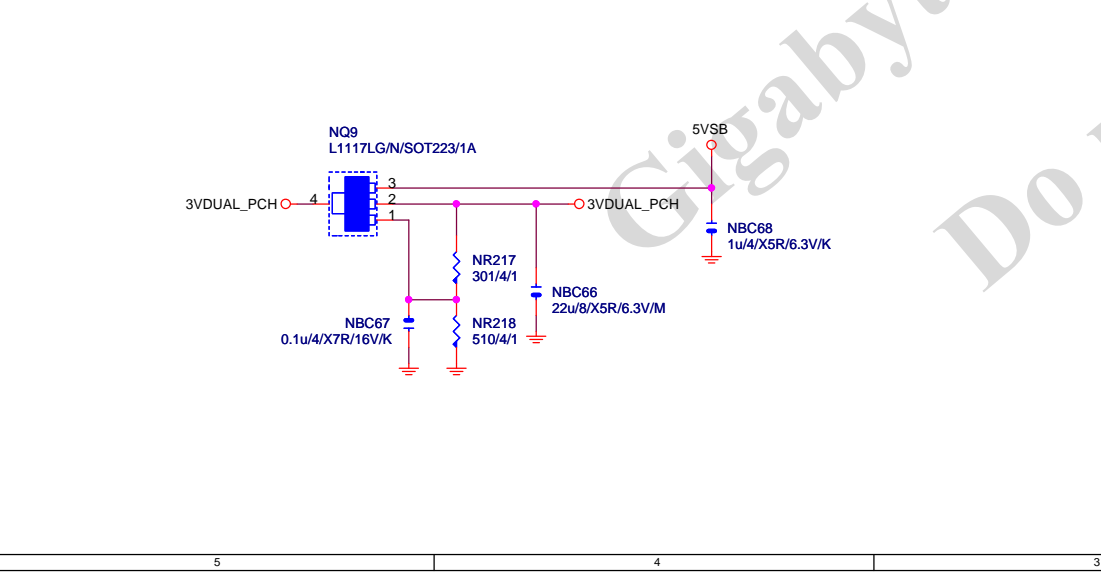 Gigabyt
Do
5VSB
NQ9
L1117LG/N/SOT223/1A
3
3VDUAL_PCH
4
2
3VDUAL_PCH
1
NBC68
1u/4/X5R/6.3V/K
NR217
301/4/1
NBC66
22u/8/X5R/6.3V/M
NBC67
0.1u/4/X7R/16V/K
NR218
510/4/1
5
4
3